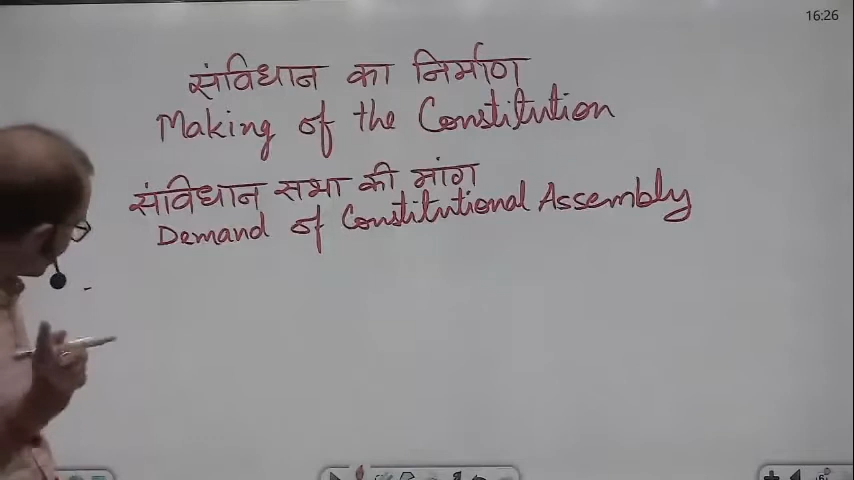 16:26
संविधान का निर्माण
Making of the Constitution
संविधान सभा की मांग
Demand of Constitutional Assembly